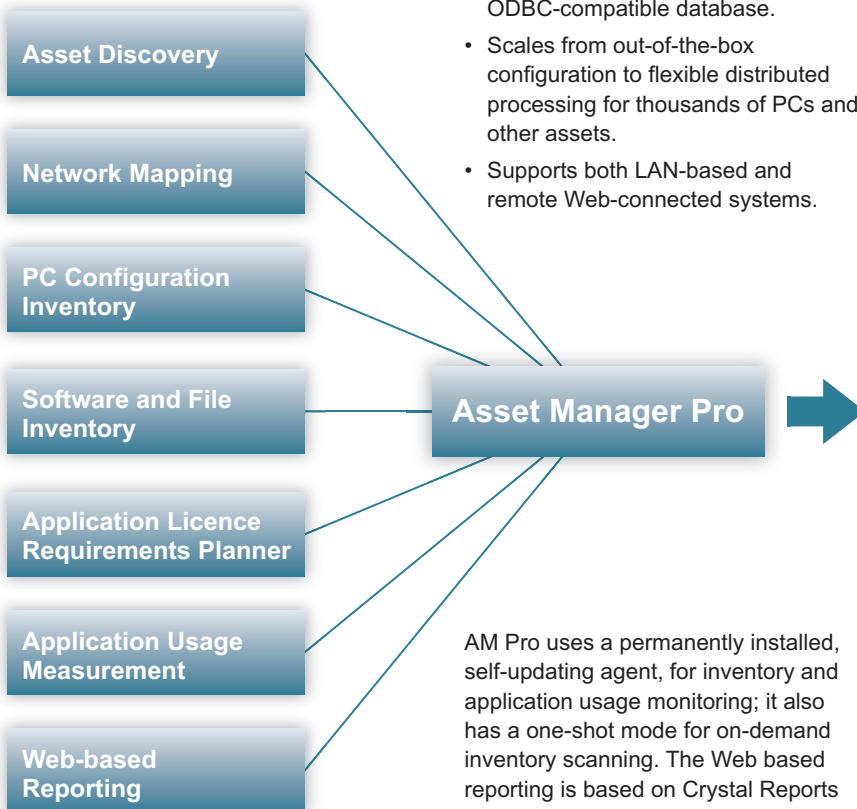 Asset Discovery
Network Mapping
PC Configuration
Inventory
Software and File
Inventory
Application Licence
Requirements Planner
Application Usage
Measurement
Web-based
Reporting
ODBC-compatible database.
• Scales from out-of-the-box
configuration to flexible distributed
processing for thousands of PCs and
other assets.
• Supports both LAN-based and
remote Web-connected systems.
Asset Manager Pro
AM Pro uses a permanently installed,
self-updating agent, for inventory and
application usage monitoring; it also
has a one-shot mode for on-demand
inventory scanning. The Web based
reporting is based on Crystal Reports